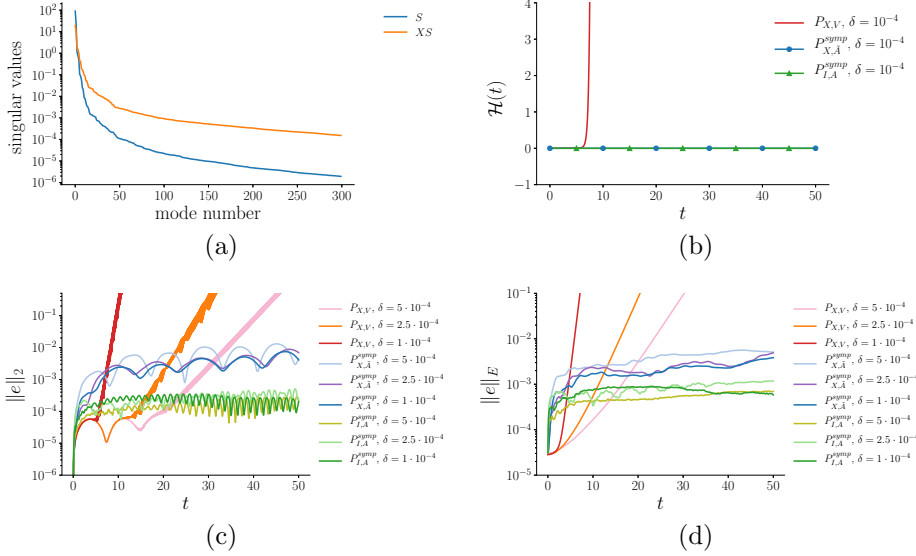 10²
10¹
10⁰
10⁻¹
10⁻²
10⁻³
10⁻⁴
10⁻⁵
10⁻⁶
singular values
0 50 100 150 200 250 300
mode number
S
XS
(a)
4
3
2
1
0
−1
ℋ(t)
0 10 20 30 40 50
t
P_{X,V}, δ = 10⁻⁴
P^{symp}_{X,Ā}, δ = 10⁻⁴
P^{symp}_{I,A}, δ = 10⁻⁴
(b)
10⁻¹
10⁻²
10⁻³
10⁻⁴
10⁻⁵
10⁻⁶
||e||₂
0 10 20 30 40 50
t
P_{X,V}, δ = 5 · 10⁻⁴
P_{X,V}, δ = 2.5 · 10⁻⁴
P_{X,V}, δ = 1 · 10⁻⁴
P^{symp}_{X,Ā}, δ = 5 · 10⁻⁴
P^{symp}_{X,Ā}, δ = 2.5 · 10⁻⁴
P^{symp}_{X,Ā}, δ = 1 · 10⁻⁴
P^{symp}_{I,A}, δ = 5 · 10⁻⁴
P^{symp}_{I,A}, δ = 2.5 · 10⁻⁴
P^{symp}_{I,A}, δ = 1 · 10⁻⁴
(c)
10⁻¹
10⁻²
10⁻³
10⁻⁴
10⁻⁵
||e||_E
0 10 20 30 40 50
t
P_{X,V}, δ = 5 · 10⁻⁴
P_{X,V}, δ = 2.5 · 10⁻⁴
P_{X,V}, δ = 1 · 10⁻⁴
P^{symp}_{X,Ā}, δ = 5 · 10⁻⁴
P^{symp}_{X,Ā}, δ = 2.5 · 10⁻⁴
P^{symp}_{X,Ā}, δ = 1 · 10⁻⁴
P^{symp}_{I,A}, δ = 5 · 10⁻⁴
P^{symp}_{I,A}, δ = 2.5 · 10⁻⁴
P^{symp}_{I,A}, δ = 1 · 10⁻⁴
(d)